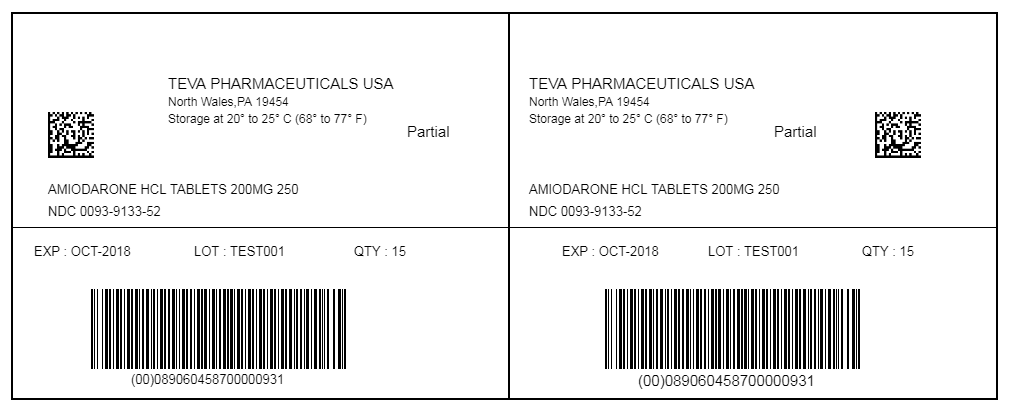 TEVA PHARMACEUTICALS USA
North Wales,PA 19454
Storage at 20° to 25° C (68° to 77° F)
Partial
AMIODARONE HCL TABLETS 200MG 250
NDC 0093-9133-52
EXP : OCT-2018 LOT : TEST001 QTY : 15
(00)089060458700000931
TEVA PHARMACEUTICALS USA
North Wales,PA 19454
Storage at 20° to 25° C (68° to 77° F)
Partial
AMIODARONE HCL TABLETS 200MG 250
NDC 0093-9133-52
EXP : OCT-2018 LOT : TEST001 QTY : 15
(00)089060458700000931